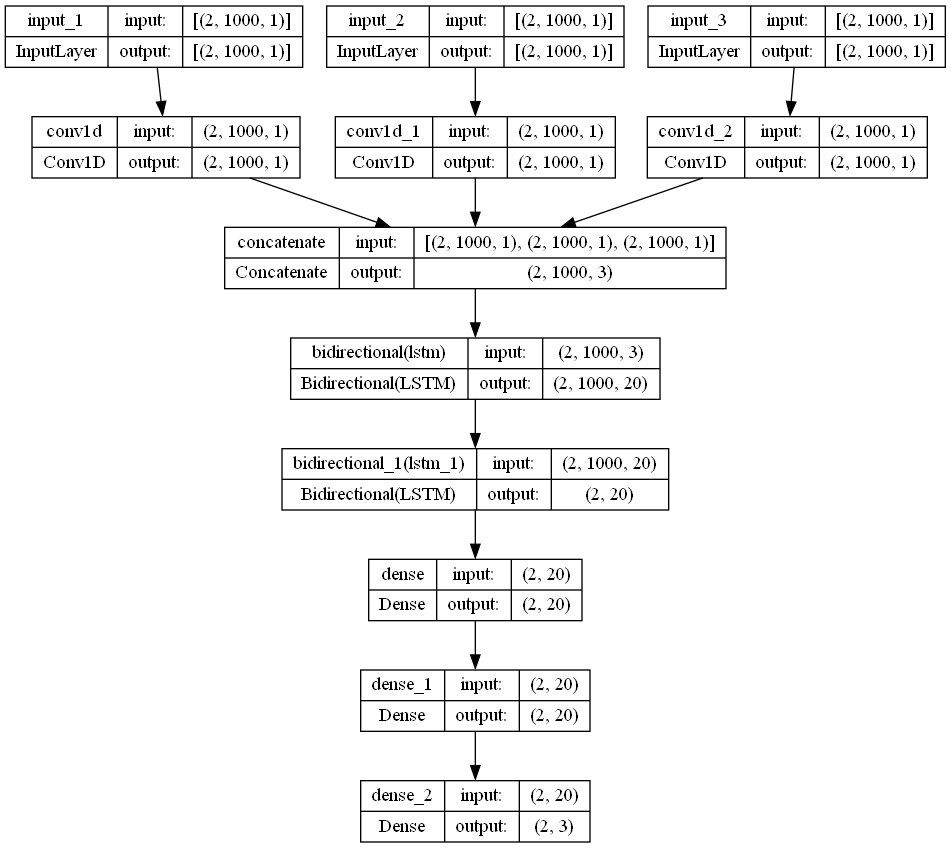 input_1 input: [(2, 1000, 1)]
InputLayer output: [(2, 1000, 1)]
input_2 input: [(2, 1000, 1)]
InputLayer output: [(2, 1000, 1)]
input_3 input: [(2, 1000, 1)]
InputLayer output: [(2, 1000, 1)]
conv1d input: (2, 1000, 1)
Conv1D output: (2, 1000, 1)
conv1d_1 input: (2, 1000, 1)
Conv1D output: (2, 1000, 1)
conv1d_2 input: (2, 1000, 1)
Conv1D output: (2, 1000, 1)
concatenate input: [(2, 1000, 1), (2, 1000, 1), (2, 1000, 1)]
Concatenate output: (2, 1000, 3)
bidirectional(lstm) input: (2, 1000, 3)
Bidirectional(LSTM) output: (2, 1000, 20)
bidirectional_1(lstm_1) input: (2, 1000, 20)
Bidirectional(LSTM) output: (2, 20)
dense input: (2, 20)
Dense output: (2, 20)
dense_1 input: (2, 20)
Dense output: (2, 20)
dense_2 input: (2, 20)
Dense output: (2, 3)